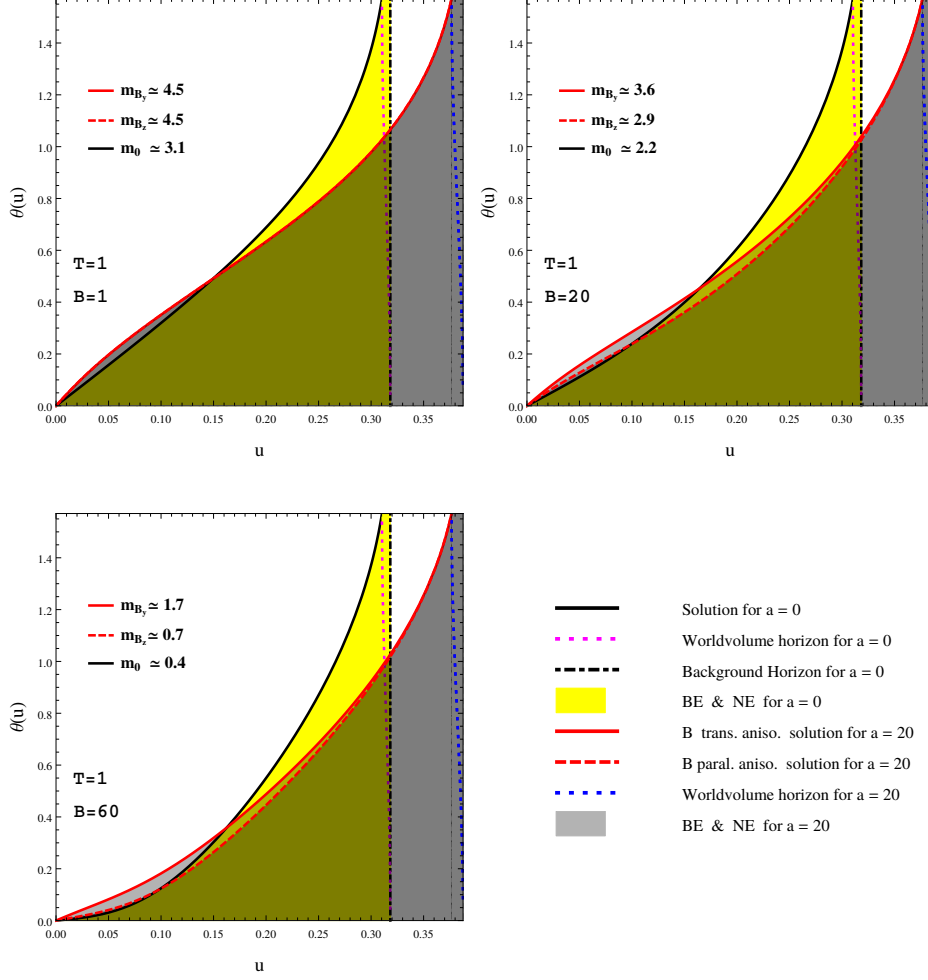 θ(u)
1.4
1.2
1.0
0.8
0.6
0.4
0.2
0.0
m_{B_y} ≃ 4.5
m_{B_z} ≃ 4.5
m_0 ≃ 3.1
T=1
B=1
0.00 0.05 0.10 0.15 0.20 0.25 0.30 0.35
u
θ(u)
1.4
1.2
1.0
0.8
0.6
0.4
0.2
0.0
m_{B_y} ≃ 3.6
m_{B_z} ≃ 2.9
m_0 ≃ 2.2
T=1
B=20
0.00 0.05 0.10 0.15 0.20 0.25 0.30 0.35
u
θ(u)
1.4
1.2
1.0
0.8
0.6
0.4
0.2
0.0
m_{B_y} ≃ 1.7
m_{B_z} ≃ 0.7
m_0 ≃ 0.4
T=1
B=60
0.00 0.05 0.10 0.15 0.20 0.25 0.30 0.35
u
Solution for a = 0
Worldvolume horizon for a = 0
Background Horizon for a = 0
BE & NE for a = 0
B trans. aniso. solution for a = 20
B paral. aniso. solution for a = 20
Worldvolume horizon for a = 20
BE & NE for a = 20